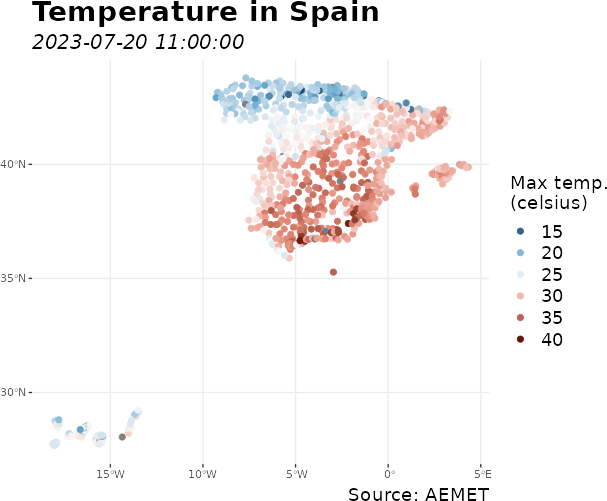 Temperature in Spain
2023-07-20 11:00:00
40°N
35°N
30°N
15°W
10°W
5°W
0°
5°E
Max temp.
(celsius)
15
20
25
30
35
40
Source: AEMET